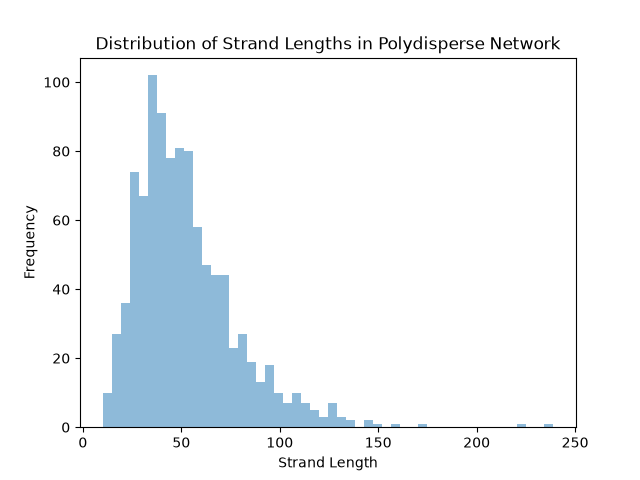 Distribution of Strand Lengths in Polydisperse Network
100
80
60
40
20
0
Frequency
0 50 100 150 200 250
Strand Length